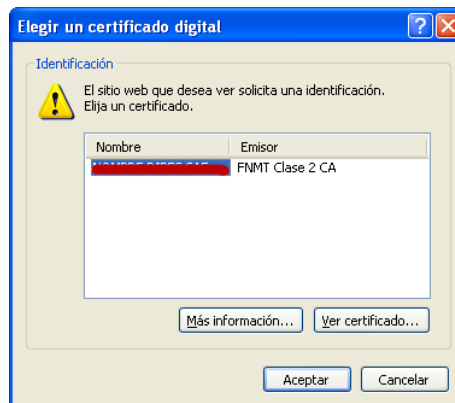 Elegir un certificado digital
Identificación
El sitio web que desea ver solicita una identificación.
Elija un certificado.
Nombre Emisor
FNMT Clase 2 CA
Más información... Ver certificado...
Aceptar Cancelar